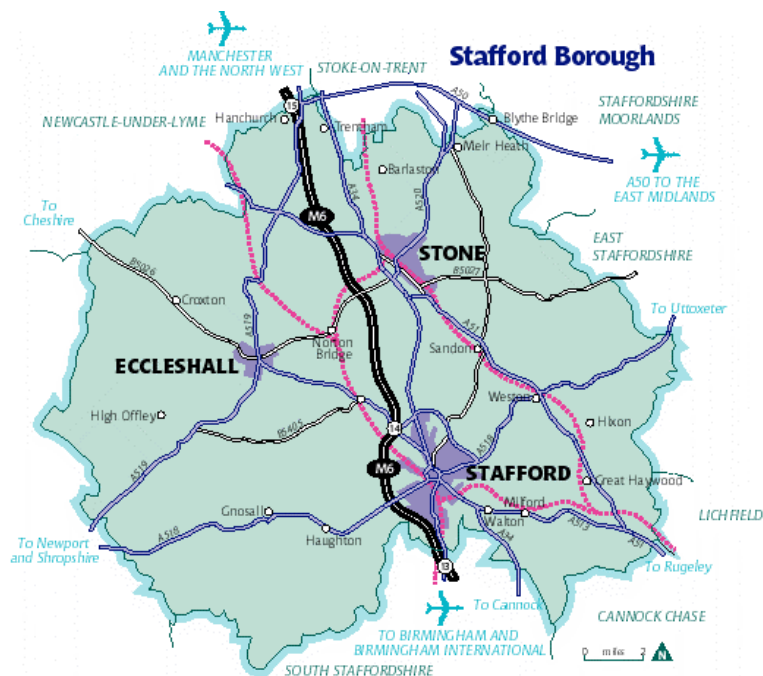 Stafford Borough
MANCHESTER
AND THE NORTH WEST
STOKE-ON-TRENT
A50
15
Hanchurch
Trentham
Blythe Bridge
STAFFORDSHIRE
MOORLANDS
NEWCASTLE-UNDER-LYME
Meir Heath
Barlaston
A50 TO THE
EAST MIDLANDS
A34
A520
To
Cheshire
M6
STONE
EAST
STAFFORDSHIRE
B5026
B5027
Croxton
To Uttoxeter
A519
A51
Norton
Bridge
Sandon
ECCLESHALL
Weston
High Offley
Hixon
B5405
14
A518
M6
STAFFORD
A519
Great Haywood
Gnosall
Milford
Walton
A513
LICHFIELD
A518
Haughton
A34
A51
To Newport
and Shropshire
13
To Rugeley
To Cannock
CANNOCK CHASE
TO BIRMINGHAM AND
BIRMINGHAM INTERNATIONAL
0 miles 2
N
SOUTH STAFFORDSHIRE